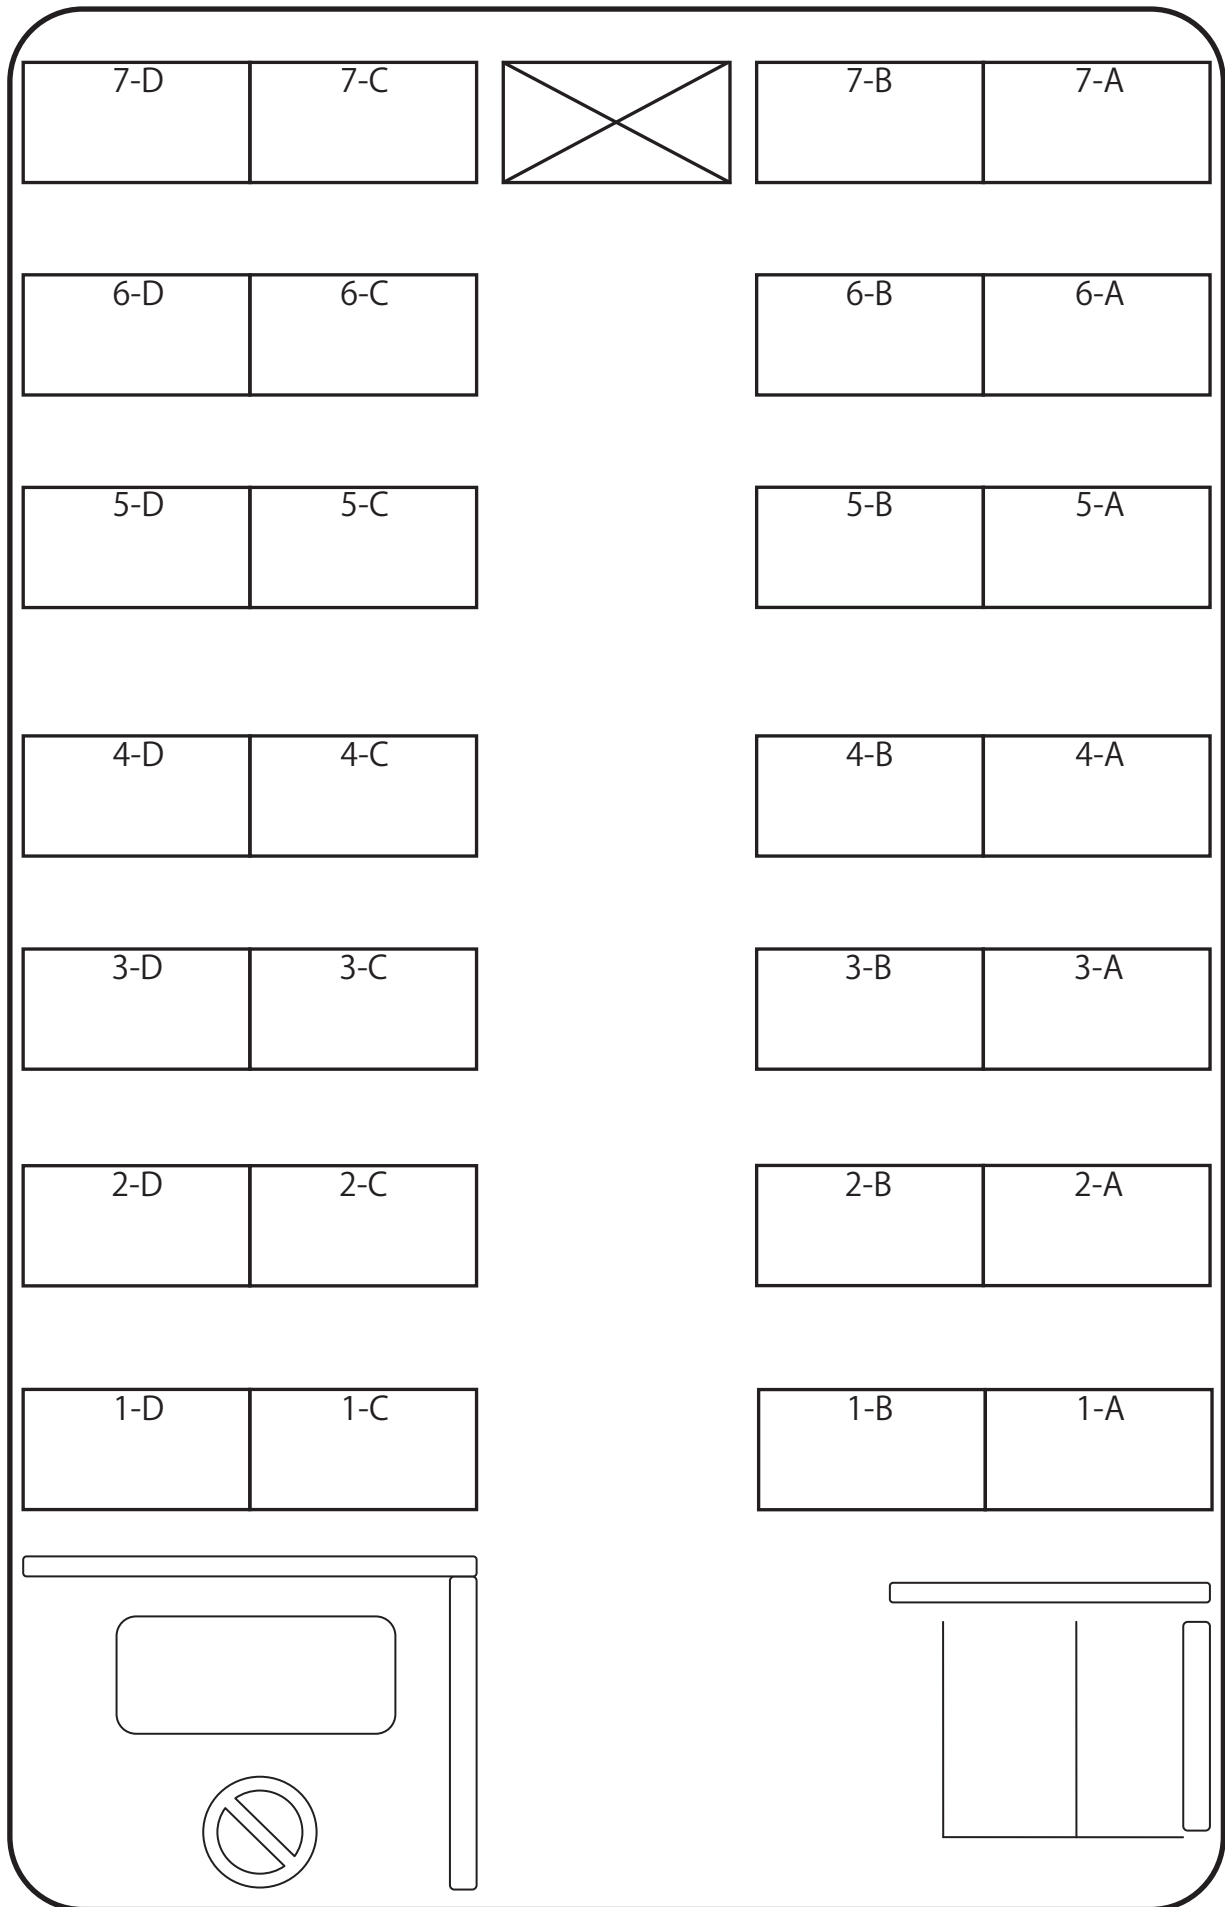 7-D 7-C 7-B 7-A
6-D 6-C 6-B 6-A
5-D 5-C 5-B 5-A
4-D 4-C 4-B 4-A
3-D 3-C 3-B 3-A
2-D 2-C 2-B 2-A
1-D 1-C 1-B 1-A